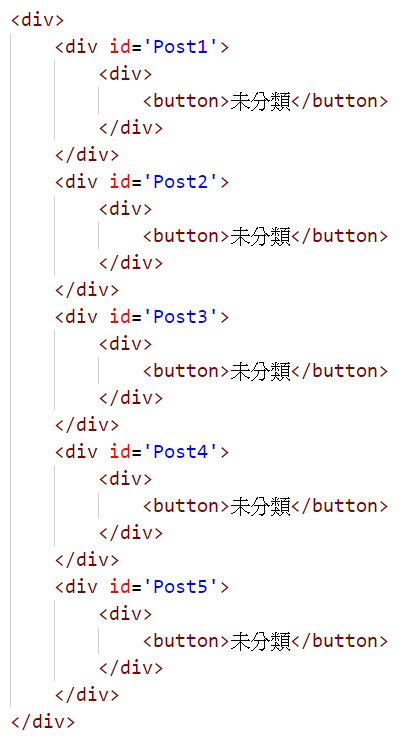 <div>
<div id='Post1'>
<div>
<button>未分類</button>
</div>
</div>
<div id='Post2'>
<div>
<button>未分類</button>
</div>
</div>
<div id='Post3'>
<div>
<button>未分類</button>
</div>
</div>
<div id='Post4'>
<div>
<button>未分類</button>
</div>
</div>
<div id='Post5'>
<div>
<button>未分類</button>
</div>
</div>
</div>